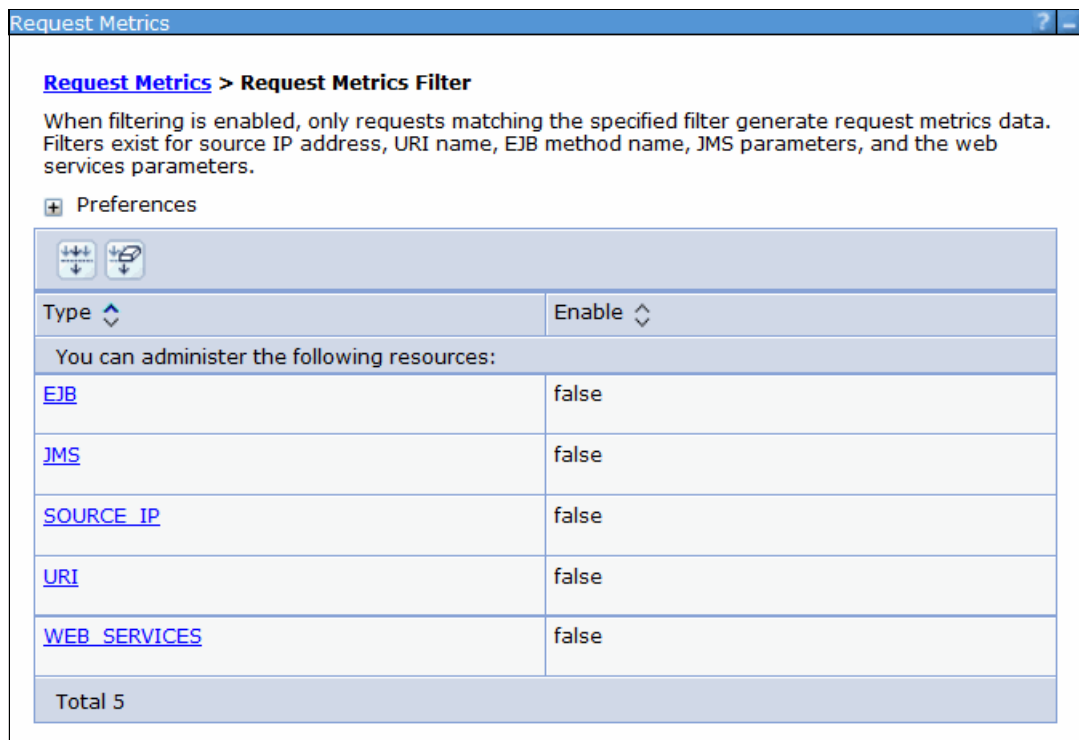 Request Metrics ? –
Request Metrics > Request Metrics Filter
When filtering is enabled, only requests matching the specified filter generate request metrics data.
Filters exist for source IP address, URI name, EJB method name, JMS parameters, and the web
services parameters.
+ Preferences
Type Enable
You can administer the following resources:
EJB false
JMS false
SOURCE_IP false
URI false
WEB_SERVICES false
Total 5